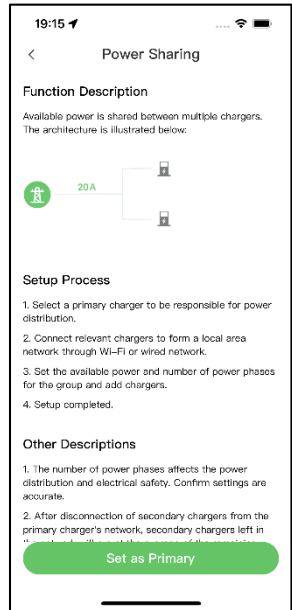 19:15
Power Sharing
Function Description
Available power is shared between multiple chargers.
The architecture is illustrated below:
20A
Setup Process
1. Select a primary charger to be responsible for power
distribution.
2. Connect relevant chargers to form a local area
network through Wi-Fi or wired network.
3. Set the available power and number of power phases
for the group and add chargers.
4. Setup completed.
Other Descriptions
1. The number of power phases affects the power
distribution and electrical safety. Confirm settings are
accurate.
2. After disconnection of secondary chargers from the
primary charger's network, secondary chargers left in
Set as Primary